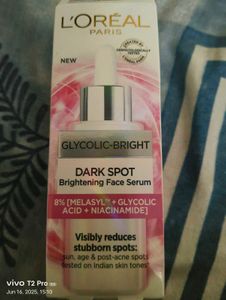 L'ORÉAL
PARIS
NEW
GLYCOLIC-BRIGHT
DARK SPOT
Brightening Face Serum
8% [MELASYL™ + GLYCOLIC
ACID + NIACINAMIDE]
Visibly reduces
stubborn spots:
sun, age & post-acne spots
tested on Indian skin tones*
vivo T2 Pro
Jun 16, 2025, 15:10